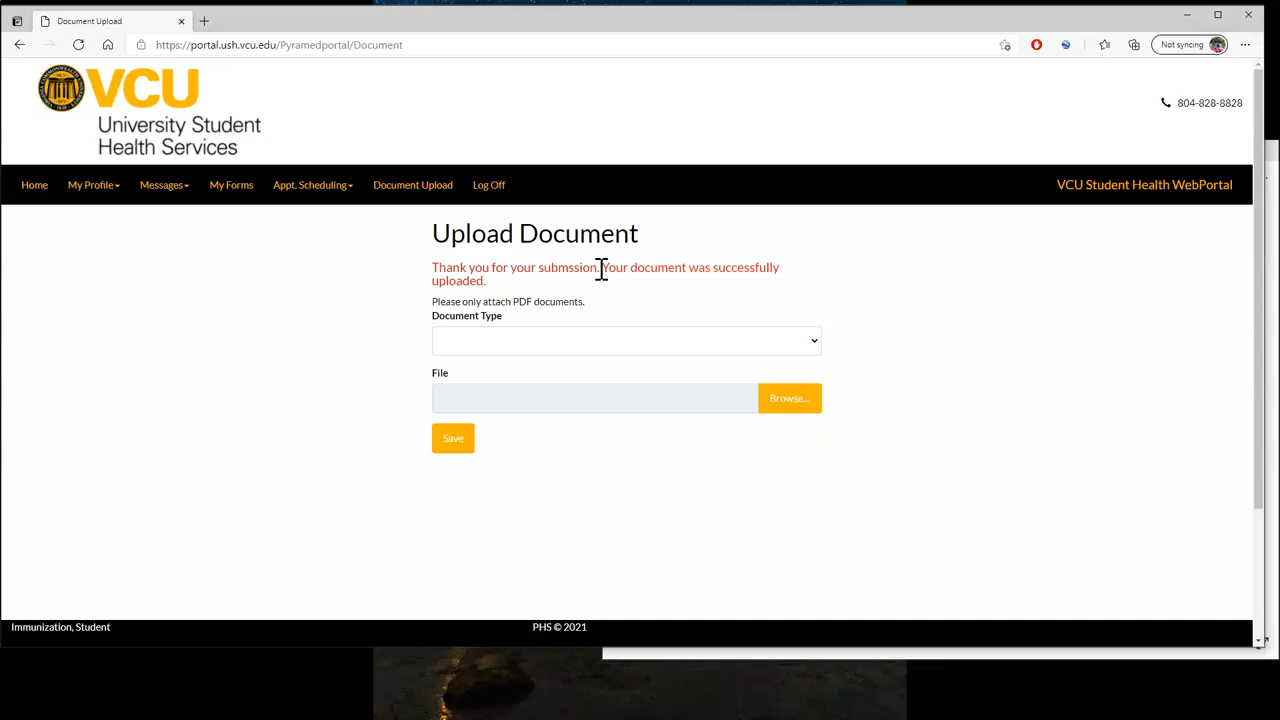 Document Upload
https://portal.ush.vcu.edu/Pyramedportal/Document
Not syncing
VCU
University Student
Health Services
804-828-8828
Home My Profile Messages My Forms Appt. Scheduling Document Upload Log Off VCU Student Health WebPortal
Upload Document
Thank you for your submssion. Your document was successfully
uploaded.
Please only attach PDF documents.
Document Type
File
Browse...
Save
Immunization, Student PHS © 2021